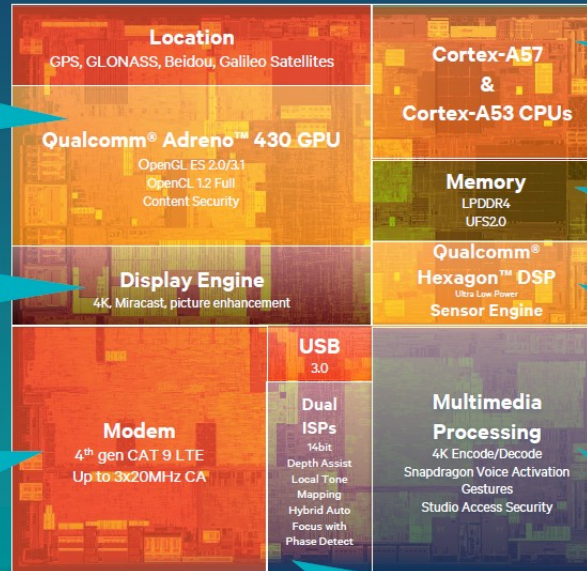 Location
GPS, GLONASS, Beidou, Galileo Satellites
Qualcomm® Adreno™ 430 GPU
OpenGL ES 2.0/3.1
OpenCL 1.2 Full
Content Security
Display Engine
4K, Miracast, picture enhancement
Cortex-A57
&
Cortex-A53 CPUs
Memory
LPDDR4
UFS2.0
Qualcomm®
Hexagon™ DSP
Ultra Low Power
Sensor Engine
Modem
4th gen CAT 9 LTE
Up to 3x20MHz CA
USB
3.0
Dual
ISPs
14bit
Depth Assist
Local Tone
Mapping
Hybrid Auto
Focus with
Phase Detect
Multimedia
Processing
4K Encode/Decode
Snapdragon Voice Activation
Gestures
Studio Access Security